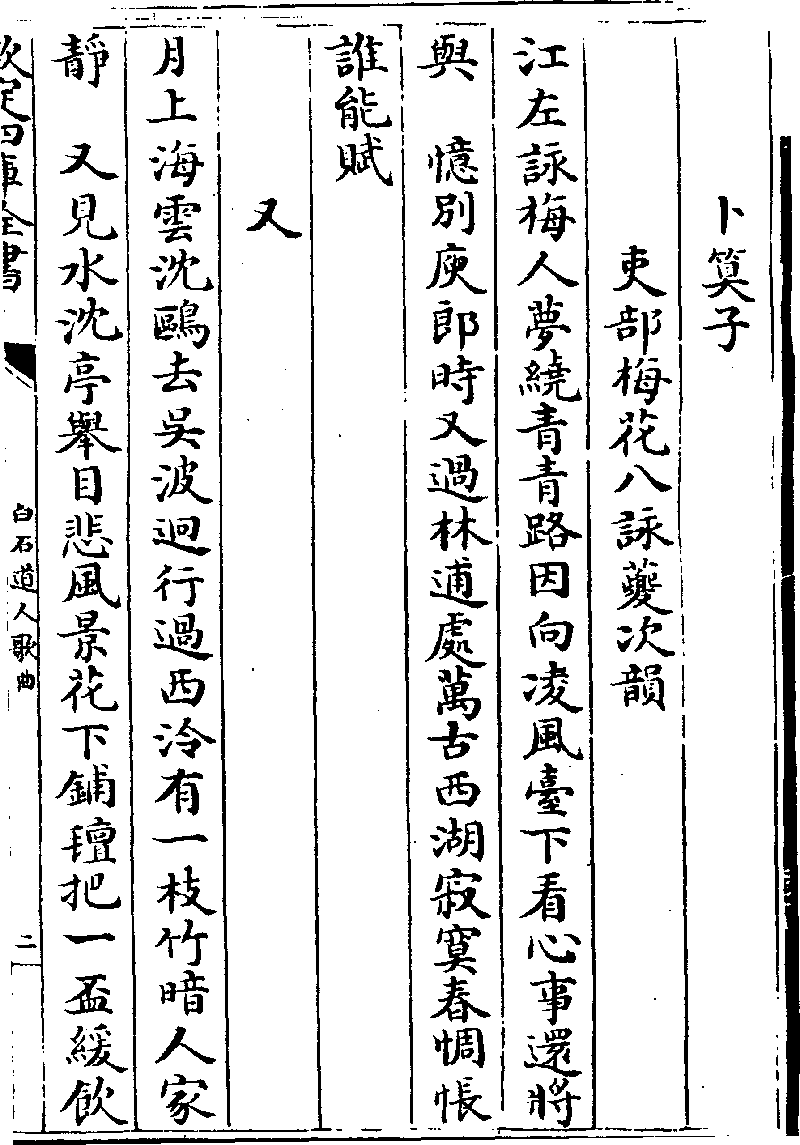 卜算子
吏部梅花八詠夔次韻
江左詠梅人夢繞青青路因向凌風臺下看心事還將
與　憶別庾郎時又過林逋處萬古西湖寂寞春惆悵
誰能賦
又
月上海雲沈鷗去吳波迥行過西泠有一枝竹暗人家
靜　又見水沈亭舉目悲風景花下鋪氊把一盃緩飲
欽定四庫全書
白石道人歌曲
二